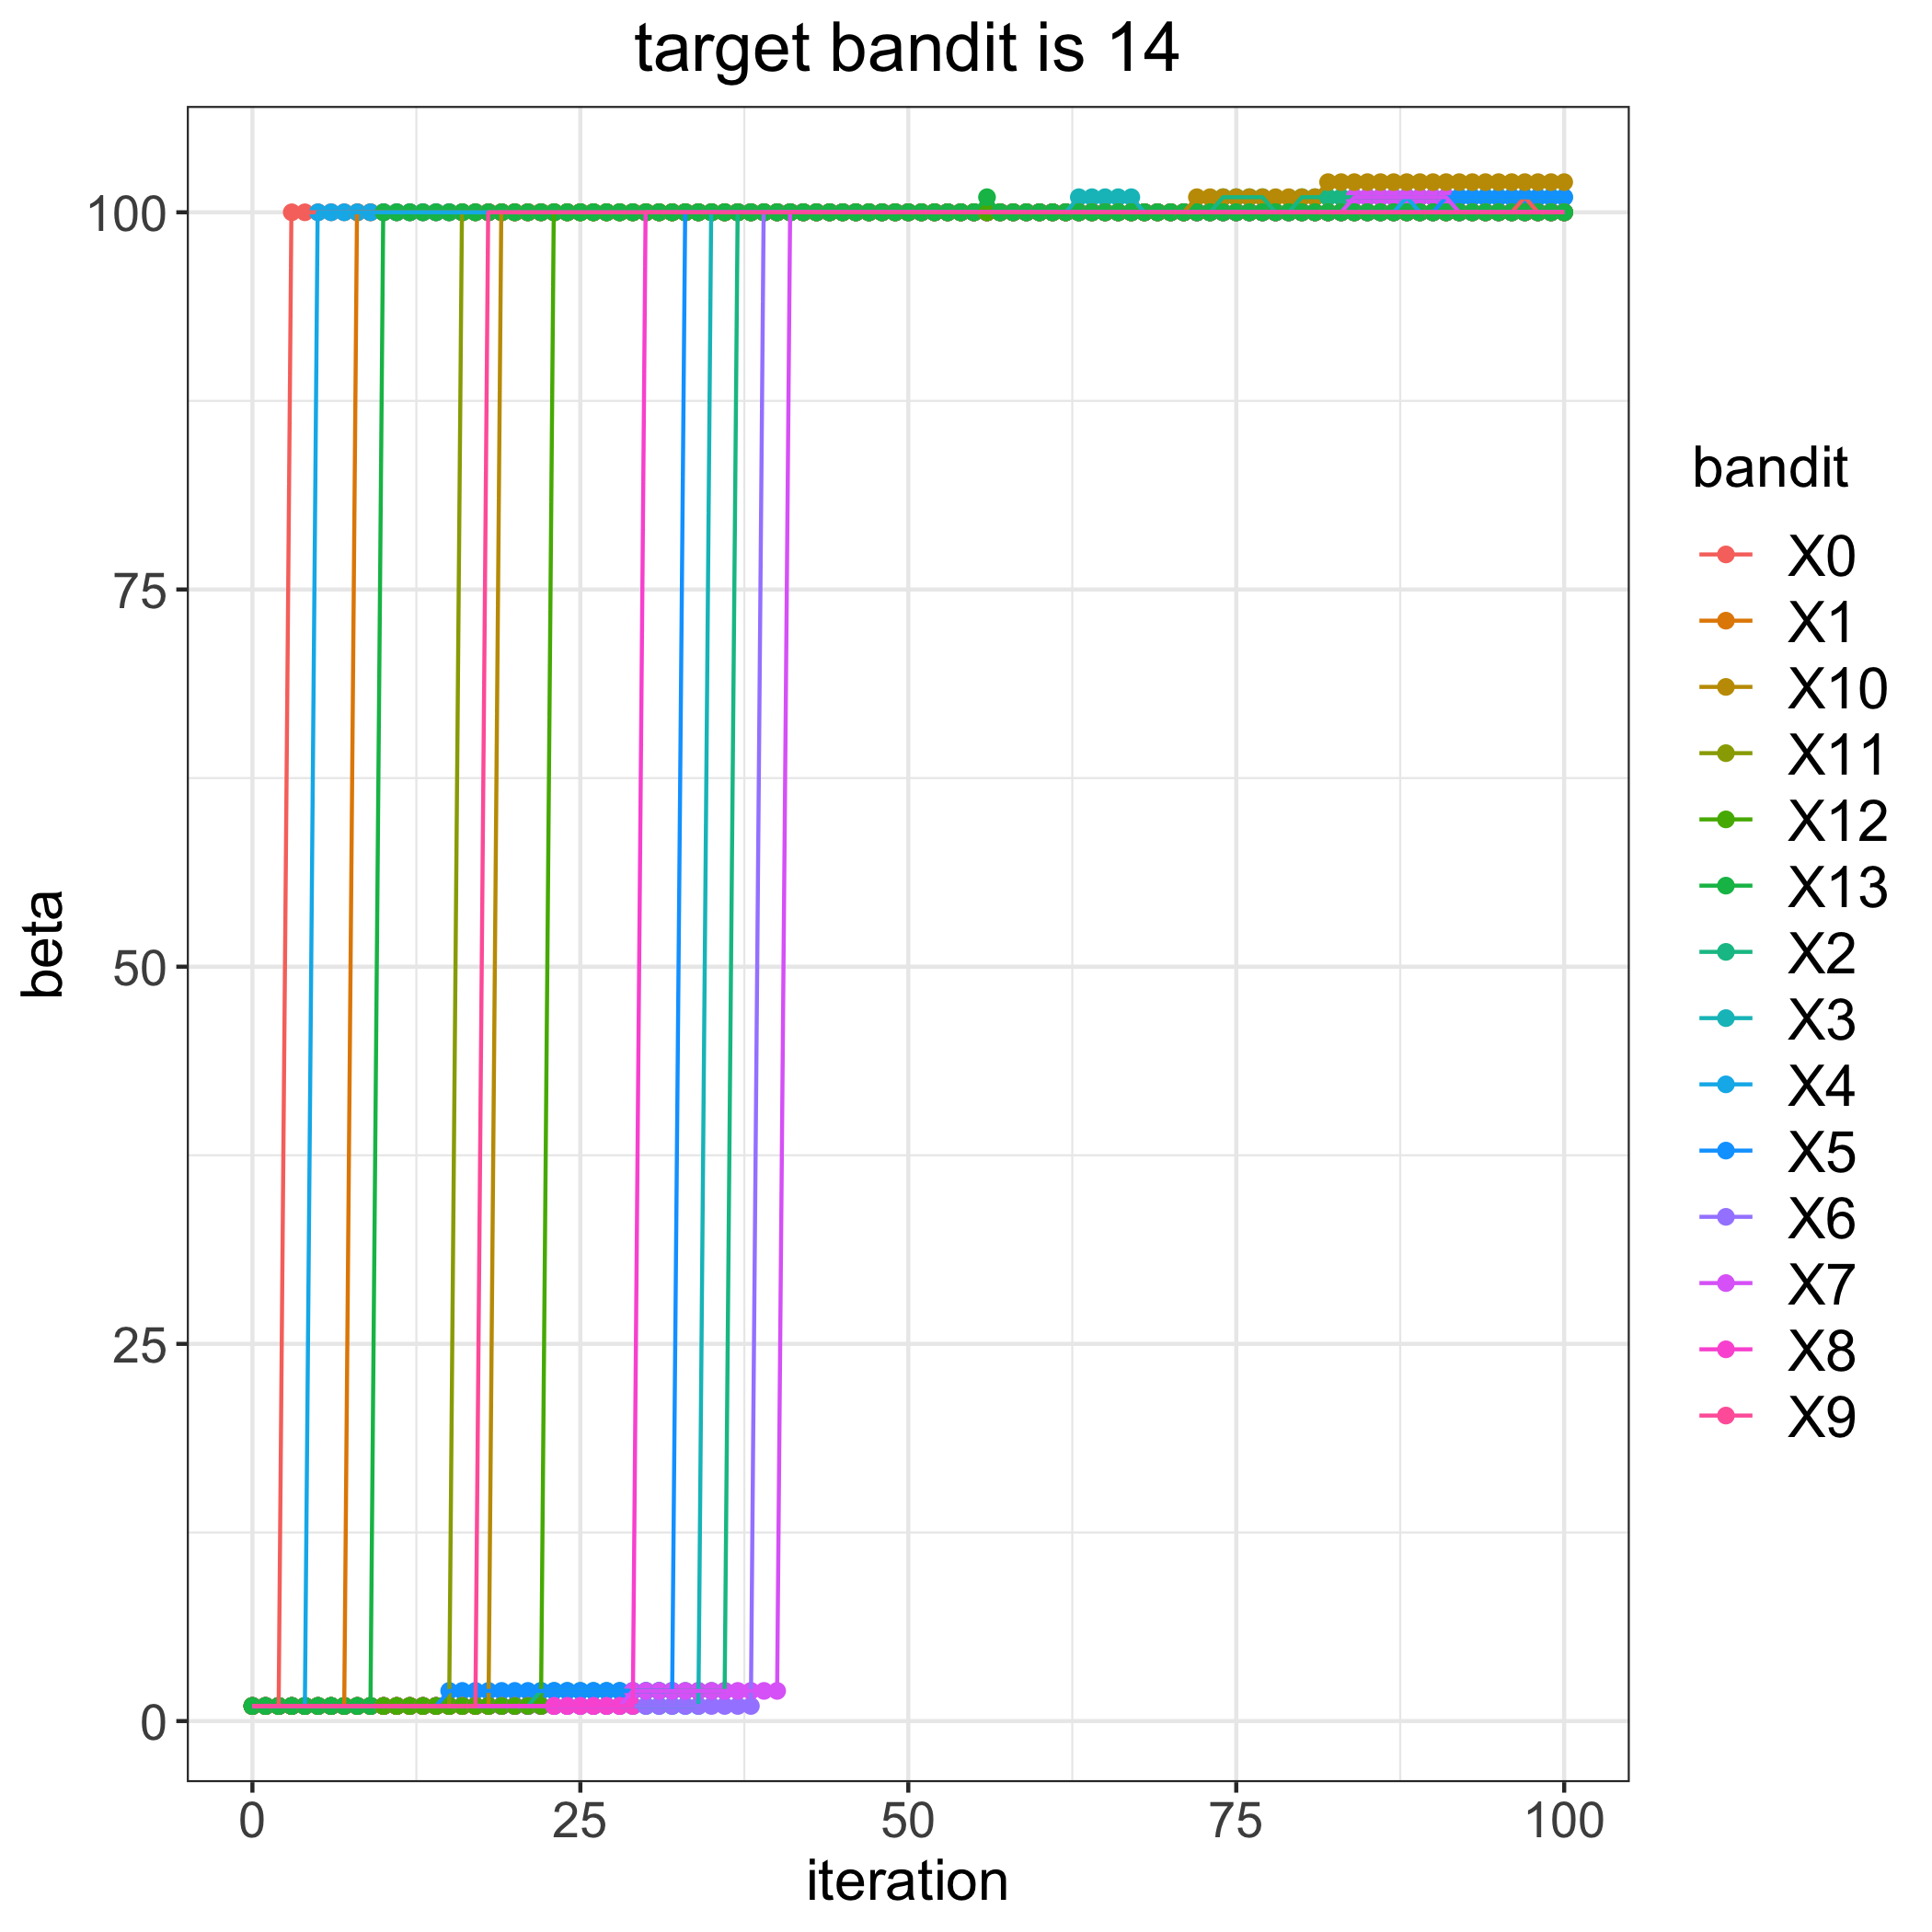 target bandit is 14
100
75
50
25
0
beta
0 25 50 75 100
iteration
bandit
X0
X1
X10
X11
X12
X13
X2
X3
X4
X5
X6
X7
X8
X9